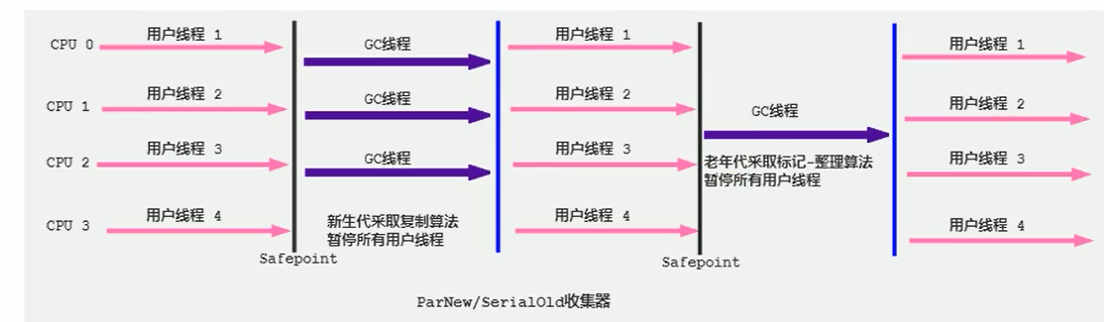 CPU 0 用户线程 1 GC线程 用户线程 1 用户线程 1
CPU 1 用户线程 2 GC线程 用户线程 2 GC线程 用户线程 2
CPU 2 用户线程 3 GC线程 用户线程 3 用户线程 3
老年代采取标记-整理算法
暂停所有用户线程
CPU 3 用户线程 4 用户线程 4 用户线程 4
新生代采取复制算法
暂停所有用户线程
Safepoint Safepoint
ParNew/SerialOld收集器